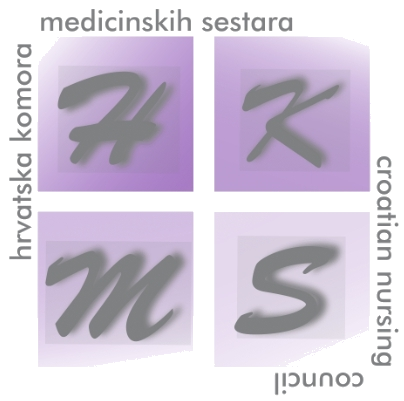 hrvatska komora
medicinskih sestara
H K
M S
croatian nursing
council